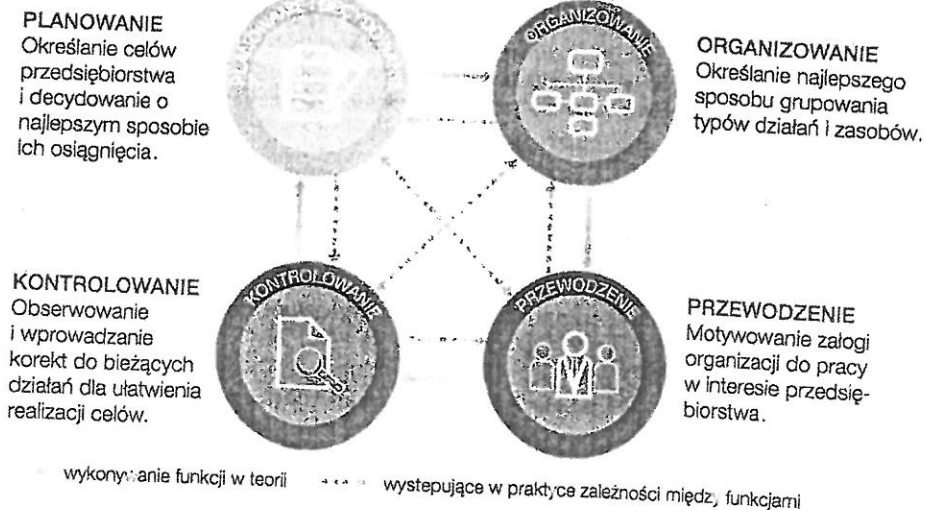 PLANOWANIE
Określanie celów
przedsiębiorstwa
i decydowanie o
najlepszym sposobie
ich osiągnięcia.
ORGANIZOWANIE
ORGANIZOWANIE
Określanie najlepszego
sposobu grupowania
typów działań i zasobów.
KONTROLOWANIE
Obserwowanie
i wprowadzanie
korekt do bieżących
działań dla ułatwienia
realizacji celów.
KONTROLOWANIE
PRZEWODZENIE
PRZEWODZENIE
Motywowanie załogi
organizacji do pracy
w interesie przedsię-
biorstwa.
wykonywanie funkcji w teorii
wystepujące w praktyce zależności między funkcjami